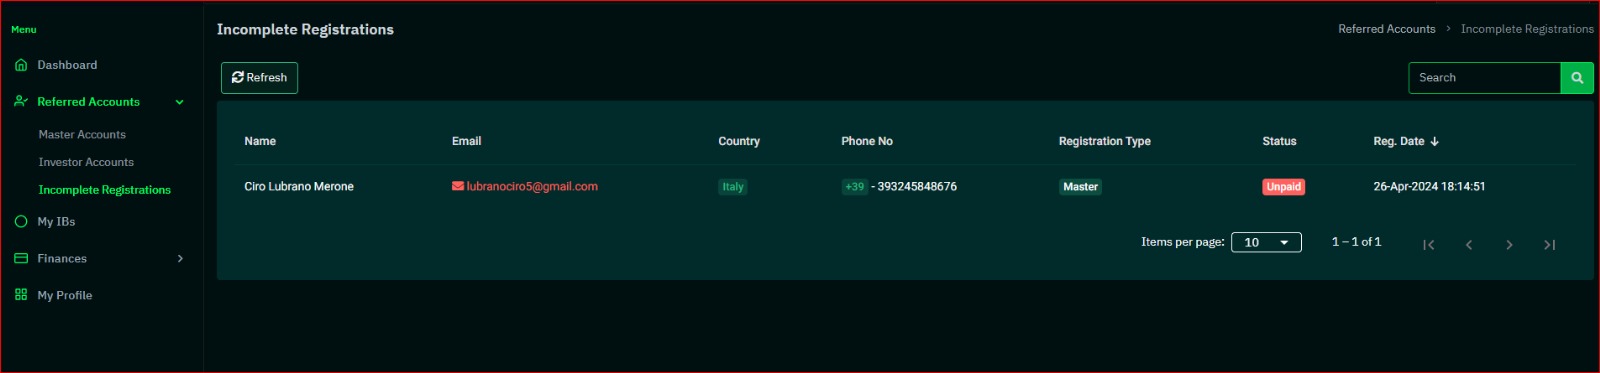 Menu
Dashboard
Referred Accounts
Master Accounts
Investor Accounts
Incomplete Registrations
My IBs
Finances
My Profile
Incomplete Registrations
Referred Accounts > Incomplete Registrations
Refresh
Search
Name Email Country Phone No Registration Type Status Reg. Date
Ciro Lubrano Merone lubranociro5@gmail.com Italy +39 - 393245848676 Master Unpaid 26-Apr-2024 18:14:51
Items per page: 10 1 – 1 of 1